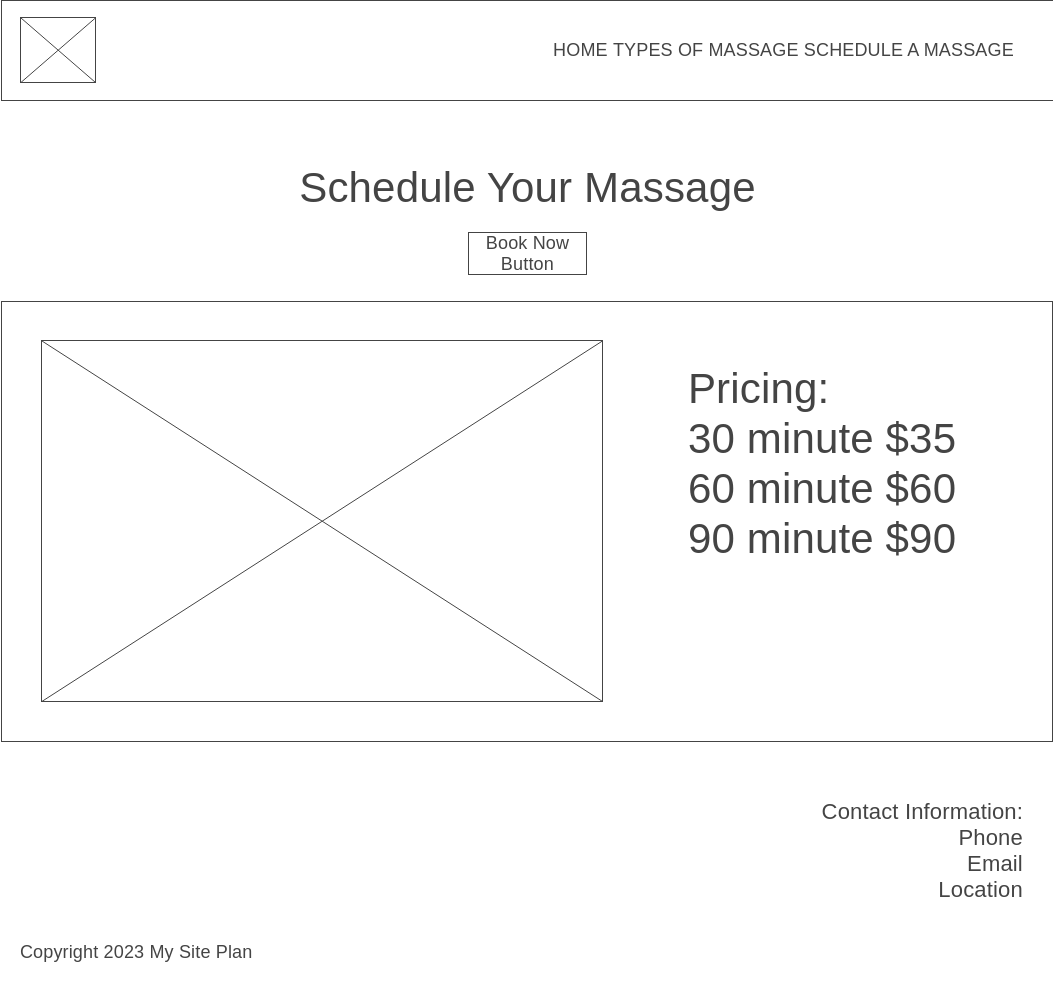 HOME TYPES OF MASSAGE SCHEDULE A MASSAGE
Schedule Your Massage
Book Now
Button
Pricing:
30 minute $35
60 minute $60
90 minute $90
Contact Information:
Phone
Email
Location
Copyright 2023 My Site Plan